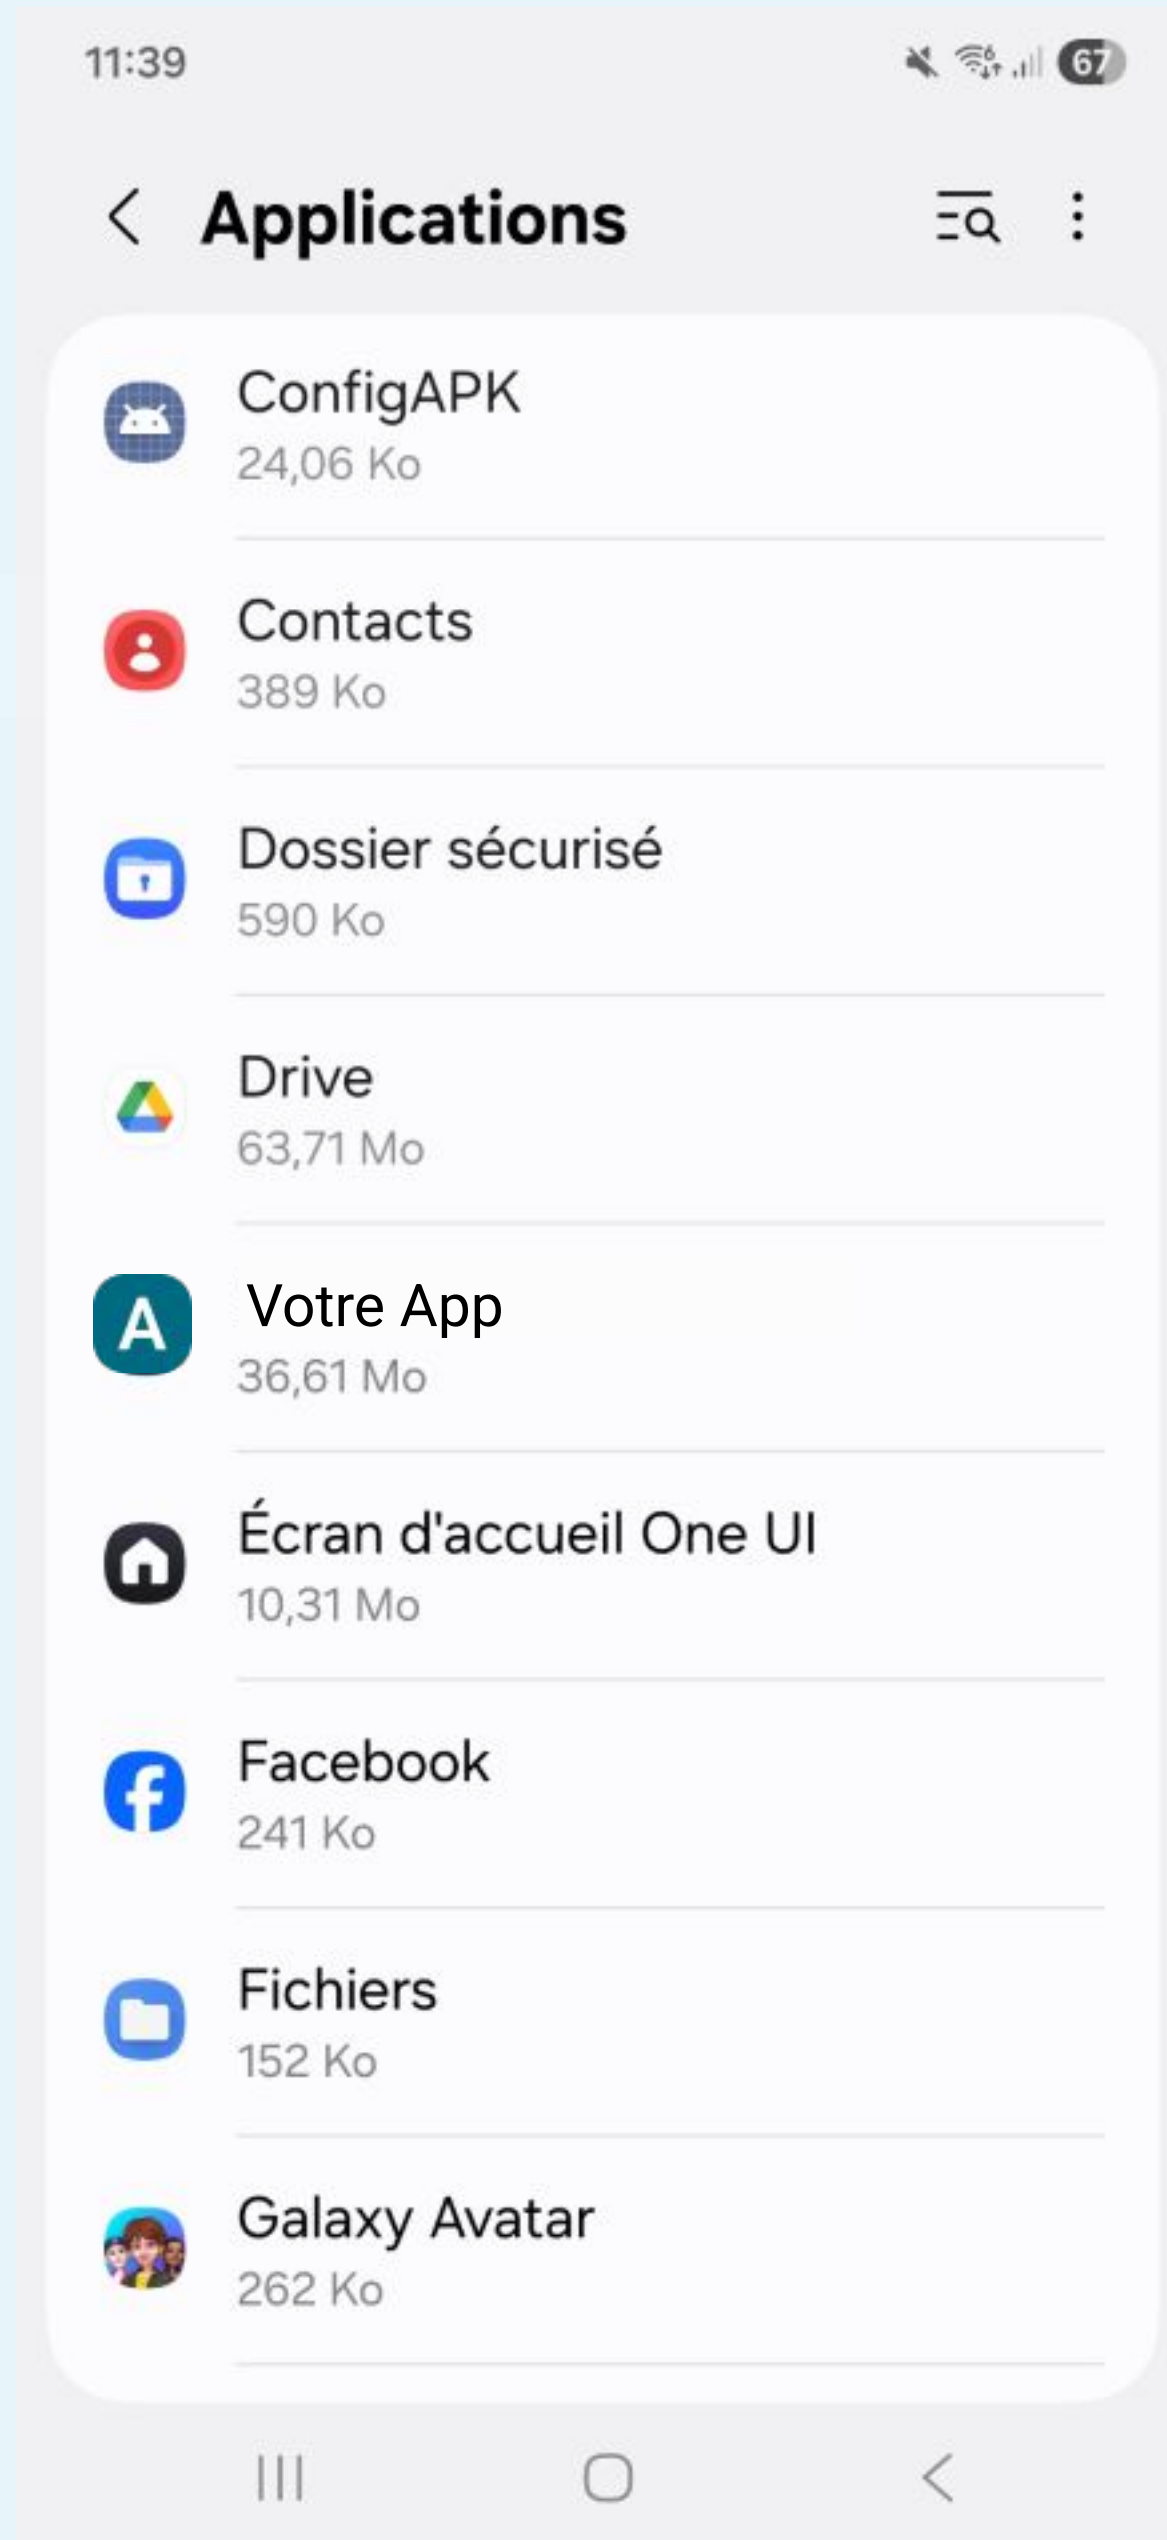 11:39
6
67
Applications
ConfigAPK
24,06 Ko
Contacts
389 Ko
Dossier sécurisé
590 Ko
Drive
63,71 Mo
A
Votre App
36,61 Mo
Écran d'accueil One UI
10,31 Mo
Facebook
241 Ko
Fichiers
152 Ko
Galaxy Avatar
262 Ko